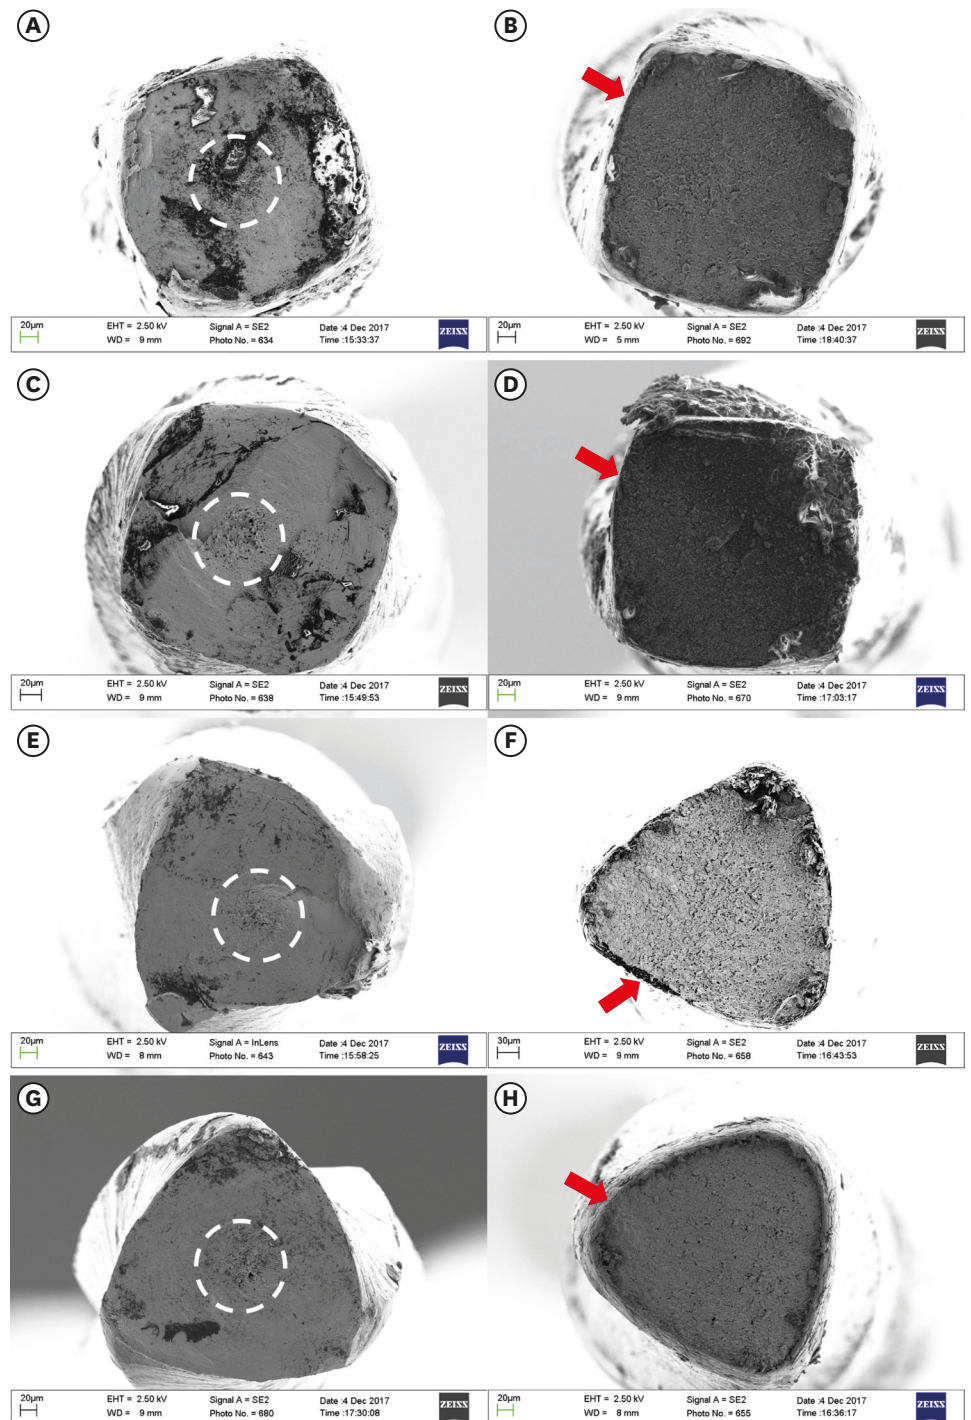 A
B
20µm EHT = 2.50 kV Signal A = SE2 Date :4 Dec 2017 ZEISS
WD = 9 mm Photo No. = 634 Time :15:33:37
20µm EHT = 2.50 kV Signal A = SE2 Date :4 Dec 2017 ZEISS
WD = 5 mm Photo No. = 692 Time :18:40:37
C
D
20µm EHT = 2.50 kV Signal A = SE2 Date :4 Dec 2017 ZEISS
WD = 9 mm Photo No. = 638 Time :15:49:53
20µm EHT = 2.50 kV Signal A = SE2 Date :4 Dec 2017 ZEISS
WD = 9 mm Photo No. = 670 Time :17:03:17
E
F
20µm EHT = 2.50 kV Signal A = InLens Date :4 Dec 2017 ZEISS
WD = 8 mm Photo No. = 643 Time :15:58:25
30µm EHT = 2.50 kV Signal A = SE2 Date :4 Dec 2017 ZEISS
WD = 9 mm Photo No. = 658 Time :16:43:53
G
H
20µm EHT = 2.50 kV Signal A = SE2 Date :4 Dec 2017 ZEISS
WD = 9 mm Photo No. = 680 Time :17:30:08
20µm EHT = 2.50 kV Signal A = SE2 Date :4 Dec 2017 ZEISS
WD = 8 mm Photo No. = 655 Time :16:36:17